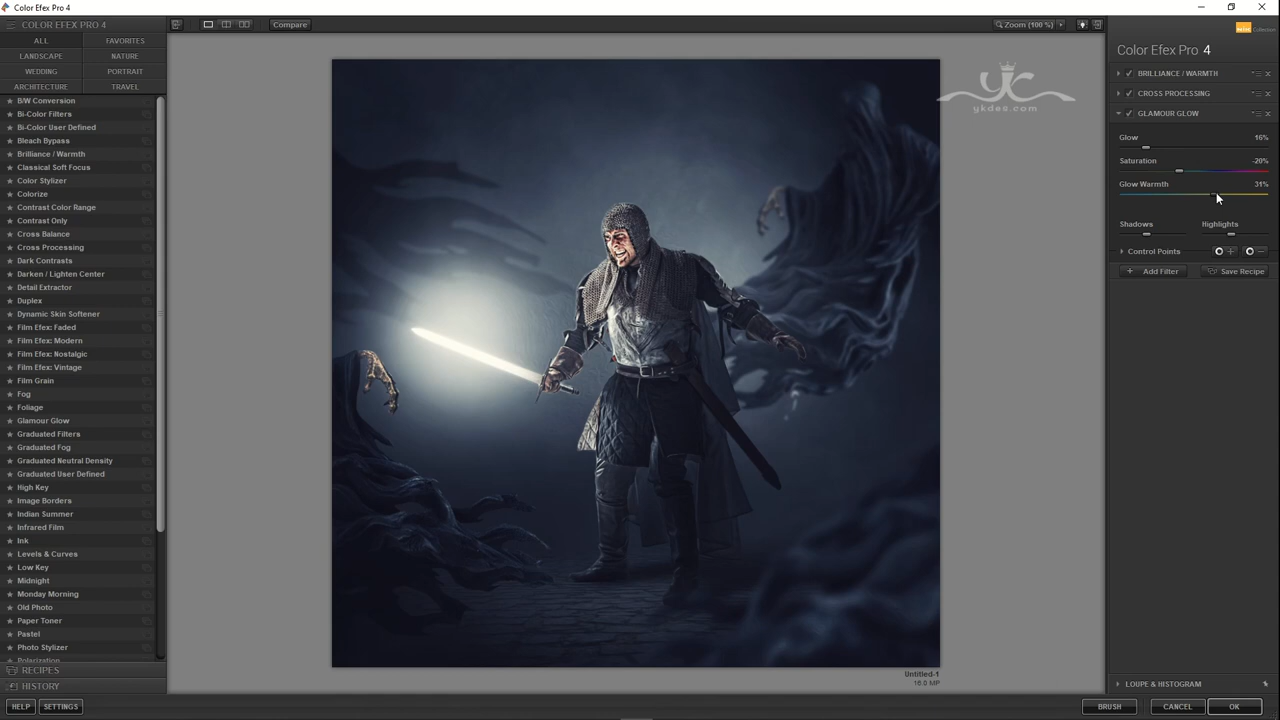 Color Efex Pro 4
COLOR EFEX PRO 4
Compare
Zoom (100 %)
Collection
ALL
FAVORITES
LANDSCAPE
NATURE
WEDDING
PORTRAIT
ARCHITECTURE
TRAVEL
B/W Conversion
Bi-Color Filters
Bi-Color User Defined
Bleach Bypass
Brilliance / Warmth
Classical Soft Focus
Color Stylizer
Colorize
Contrast Color Range
Contrast Only
Cross Balance
Cross Processing
Dark Contrasts
Darken / Lighten Center
Detail Extractor
Duplex
Dynamic Skin Softener
Film Efex: Faded
Film Efex: Modern
Film Efex: Nostalgic
Film Efex: Vintage
Film Grain
Fog
Foliage
Glamour Glow
Graduated Filters
Graduated Fog
Graduated Neutral Density
Graduated User Defined
High Key
Image Borders
Indian Summer
Infrared Film
Ink
Levels & Curves
Low Key
Midnight
Monday Morning
Old Photo
Paper Toner
Pastel
Photo Stylizer
Polarization
RECIPES
HISTORY
HELP
SETTINGS
yc
ykdes.com
Untitled-1
16.0 MP
Color Efex Pro 4
BRILLIANCE / WARMTH
CROSS PROCESSING
GLAMOUR GLOW
Glow 16%
Saturation -20%
Glow Warmth 31%
Shadows Highlights
Control Points
Add Filter
Save Recipe
LOUPE & HISTOGRAM
BRUSH
CANCEL
OK